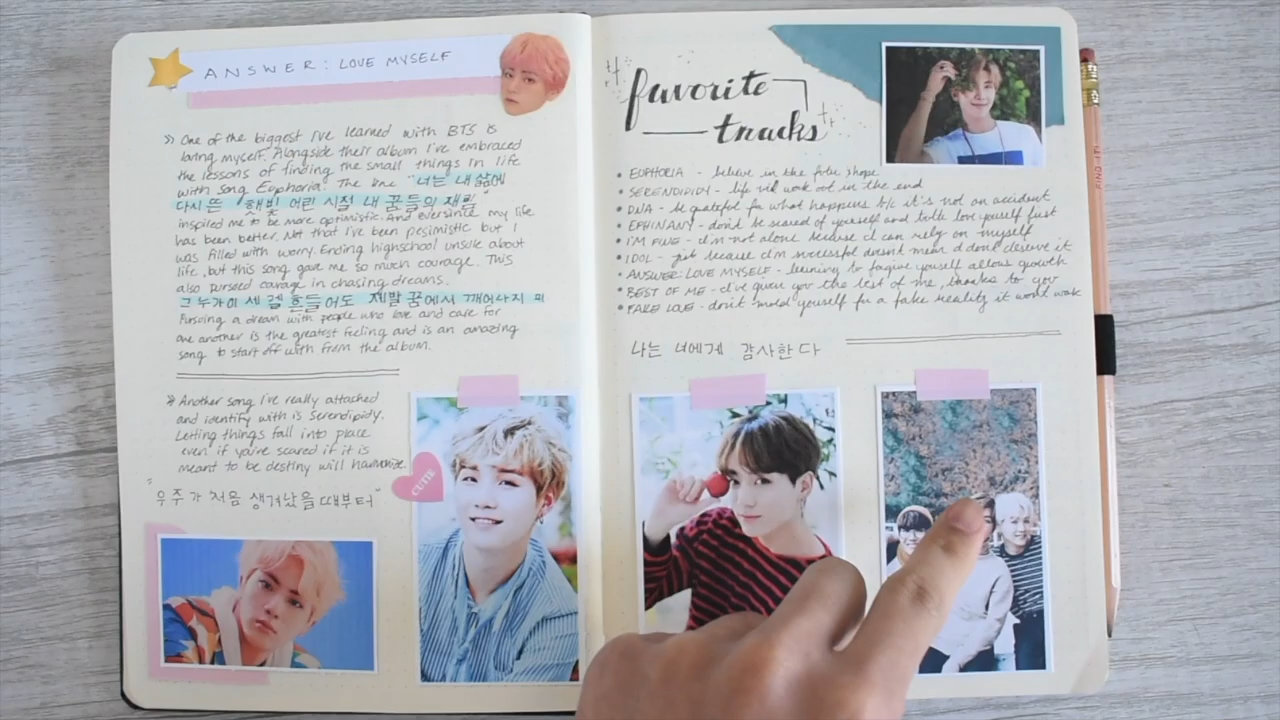 ANSWER: LOVE MYSELF
» One of the biggest I've learned with BTS is
loving myself. Alongside their album I've embraced
the lessons of finding the small things in life
with song Euphoria. The line "너는 내 삶에
다시 뜬 햇빛 어린 시절 내 꿈들의 재림
inspired me to be more optimistic. And eversince my life
has been better. Not that I've been pesimistic but I
was filled with worry. Ending highschool unsure about
life, but this song gave me so much courage. This
also pursued courage in chasing dreams.
그 누가 이 세 흔들어도 제발 꿈에서 깨어나지 마
Pursuing a dream with people who love and care for
one another is the greatest feeling and is an amazing
song to start off with from the album.
» Another song I've really attached
and identify with is Serendipity.
Letting things fall into place
even if you're scared if it is
meant to be destiny will harmonize.
"우주가 처음 생겨났을 때부터"
CUTIE
favorite
tracks
• EUPHORIA - believe in the future hope
• SERENDIPIDY - life will work out in the end
• DNA - be grateful for what happens b/c it's not an accident
• EPHINANY - don't be scared of yourself and to love yourself first
• I'M FINE - I'm not alone because I can rely on myself
• IDOL - just because I'm successful doesn't mean I don't deserve it
• ANSWER: LOVE MYSELF - learning to forgive yourself allows growth
• BEST OF ME - I've given you the best of me, thanks to you
• FAKE LOVE - don't mold yourself for a fake reality it wont work
나는 너에게 감사한다